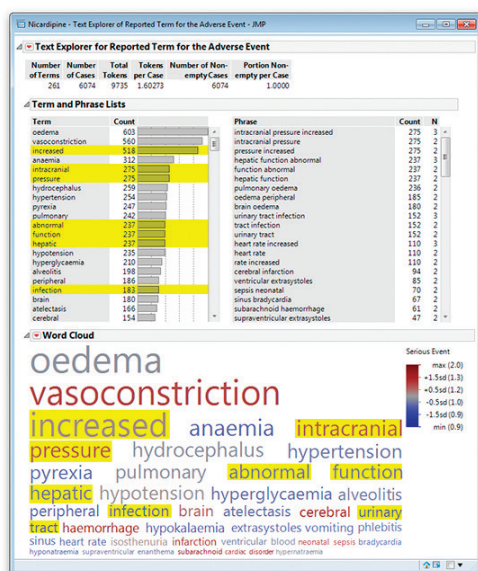 Nicardipine - Text Explorer for Reported Term for the Adverse Event - JMP
Text Explorer for Reported Term for the Adverse Event
Number of Terms Number of Cases Total Tokens Tokens per Case Number of Non-empty Cases Portion Non-empty per Case
261 6074 9735 1.60273 6074 1.0000
Term and Phrase Lists
Term Count Phrase Count N
oedema 603 intracranial pressure increased 275 3
vasoconstriction 560 intracranial pressure 275 2
increased 518 pressure increased 275 2
anaemia 312 hepatic function abnormal 237 3
intracranial 275 function abnormal 237 2
pressure 275 hepatic function 237 2
hydrocephalus 259 pulmonary oedema 236 2
hypertension 254 oedema peripheral 185 2
pyrexia 247 brain oedema 180 2
pulmonary 242 urinary tract infection 152 3
abnormal 237 tract infection 152 2
function 237 urinary tract 152 2
hepatic 237 heart rate increased 110 3
hypotension 235 heart rate 110 2
hyperglycaemia 210 rate increased 110 2
alveolitis 198 cerebral infarction 94 2
peripheral 186 ventricular extrasystoles 85 2
infection 183 sepsis neonatal 70 2
brain 180 sinus bradycardia 67 2
atelectasis 166 subarachnoid haemorrhage 61 2
cerebral 154 supraventricular extrasystoles 47 2
Word Cloud
oedema
vasoconstriction
increased anaemia intracranial
pressure hydrocephalus hypertension
pyrexia pulmonary abnormal function
hepatic hypotension hyperglycaemia alveolitis
peripheral infection brain atelectasis cerebral urinary
tract haemorrhage hypokalaemia extrasystoles vomiting phlebitis
sinus heart rate isosthenuria infarction ventricular blood neonatal sepsis bradycardia
hyponatraemia supraventricular enanthema subarachnoid cardiac disorder hypernatraemia
Serious Event
max (2.0)
+1.5sd (1.3)
+0.5sd (1.2)
-0.5sd (1.0)
-1.5sd (0.9)
min (0.9)